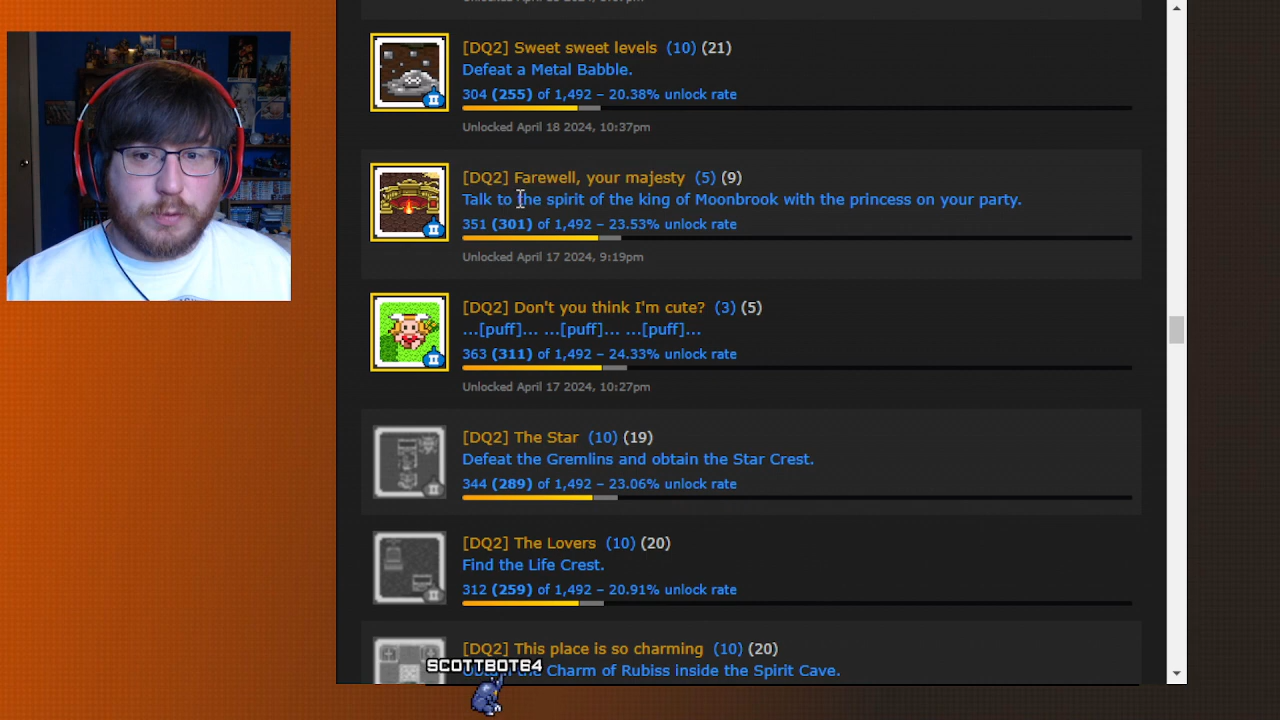 [DQ2] Sweet sweet levels (10) (21)
Defeat a Metal Babble.
304 (255) of 1,492 – 20.38% unlock rate
Unlocked April 18 2024, 10:37pm
[DQ2] Farewell, your majesty (5) (9)
Talk to the spirit of the king of Moonbrook with the princess on your party.
351 (301) of 1,492 – 23.53% unlock rate
Unlocked April 17 2024, 9:19pm
[DQ2] Don't you think I'm cute? (3) (5)
...[puff]... ...[puff]... ...[puff]...
363 (311) of 1,492 – 24.33% unlock rate
Unlocked April 17 2024, 10:27pm
[DQ2] The Star (10) (19)
Defeat the Gremlins and obtain the Star Crest.
344 (289) of 1,492 – 23.06% unlock rate
[DQ2] The Lovers (10) (20)
Find the Life Crest.
312 (259) of 1,492 – 20.91% unlock rate
[DQ2] This place is so charming (10) (20)
SCOTTBOT64
Charm of Rubiss inside the Spirit Cave.